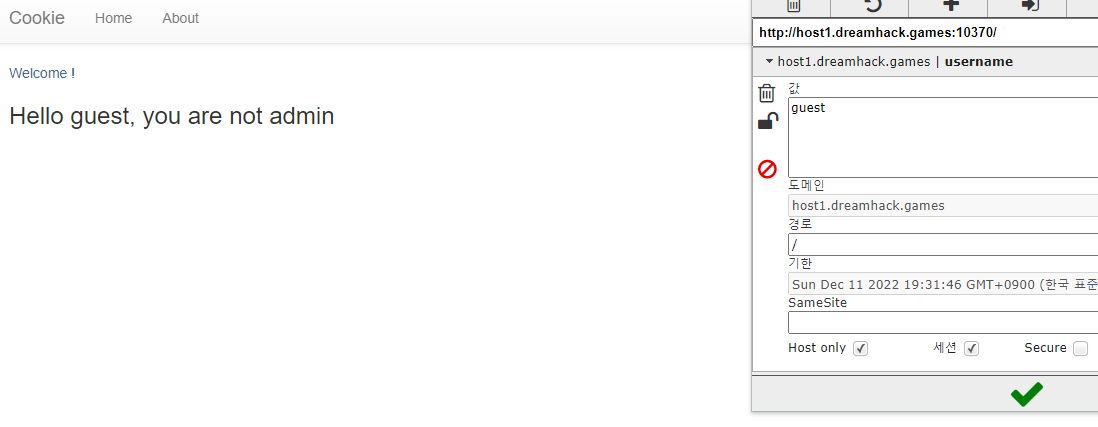 Cookie Home About
Welcome !
Hello guest, you are not admin
http://host1.dreamhack.games:10370/
host1.dreamhack.games | username
값
guest
도메인
host1.dreamhack.games
경로
/
기한
Sun Dec 11 2022 19:31:46 GMT+0900 (한국 표준
SameSite
Host only 세션 Secure